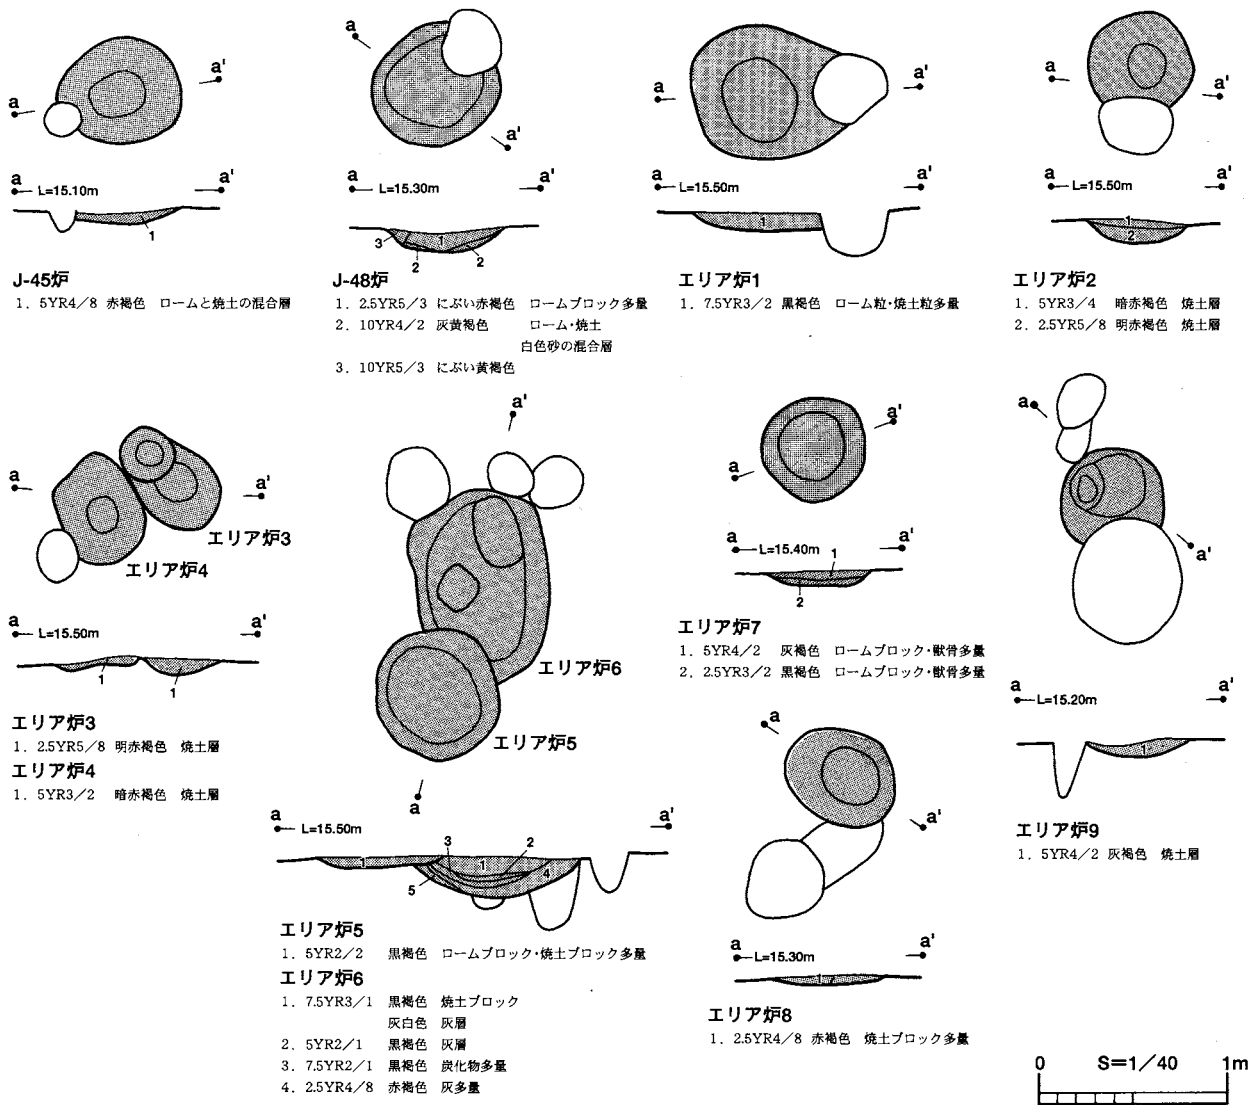 a
a'
a
L=15.10m
a'
1
J-45炉
1. 5YR4/8 赤褐色 ロームと焼土の混合層
a
a'
a
L=15.30m
a'
1
3
2
2
J-48炉
1. 2.5YR5/3 にぶい赤褐色 ロームブロック多量
2. 10YR4/2 灰黄褐色 ローム・焼土
白色砂の混合層
3. 10YR5/3 にぶい黄褐色
a
a'
a
L=15.50m
a'
1
エリア炉1
1. 7.5YR3/2 黒褐色 ローム粒・焼土粒多量
a
a'
a
L=15.50m
a'
1
2
エリア炉2
1. 5YR3/4 暗赤褐色 焼土層
2. 2.5YR5/8 明赤褐色 焼土層
a
a'
エリア炉3
エリア炉4
a
L=15.50m
a'
1
1
エリア炉3
1. 2.5YR5/8 明赤褐色 焼土層
エリア炉4
1. 5YR3/2 暗赤褐色 焼土層
a'
エリア炉6
エリア炉5
a
a
L=15.50m
a'
1
3
1
2
4
5
エリア炉5
1. 5YR2/2 黒褐色 ロームブロック・焼土ブロック多量
エリア炉6
1. 7.5YR3/1 黒褐色 焼土ブロック
灰白色 灰層
2. 5YR2/1 黒褐色 灰層
3. 7.5YR2/1 黒褐色 炭化物多量
4. 2.5YR4/8 赤褐色 灰多量
a
a'
a
L=15.40m
a'
1
2
エリア炉7
1. 5YR4/2 灰褐色 ロームブロック・獣骨多量
2. 2.5YR3/2 黒褐色 ロームブロック・獣骨多量
a
a'
a
L=15.30m
a'
1
エリア炉8
1. 2.5YR4/8 赤褐色 焼土ブロック多量
a
a'
a
L=15.20m
a'
1
エリア炉9
1. 5YR4/2 灰褐色 焼土層
0 S=1/40 1m